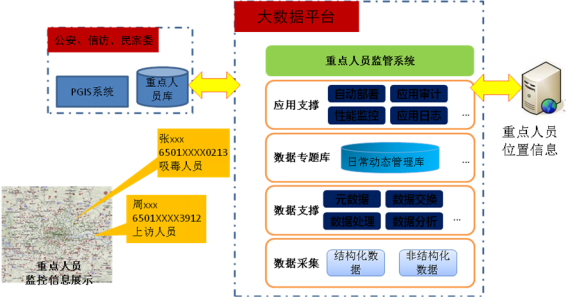 大数据平台
公安、信访、民宗委
PGIS系统
重点人
员库
重点人员监管系统
应用支撑
自动部署
应用审计
性能监控
应用日志
...
数据专题库
日常动态管理库
...
数据支撑
元数据
数据交换
数据处理
数据分析
...
数据采集
结构化数
据
非结构化
数据
重点人员
位置信息
张xxx
6501XXXX0213
吸毒人员
周xxx
6501XXXX3912
上访人员
重点人员
监控信息展示